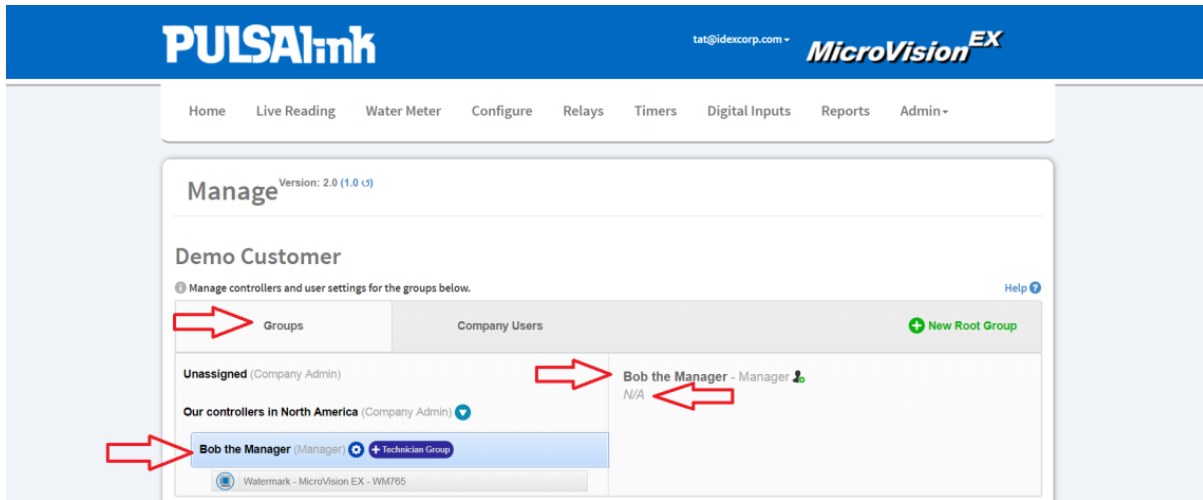 PULSAlink
tat@idexcorp.com
MicroVision EX
Home Live Reading Water Meter Configure Relays Timers Digital Inputs Reports Admin
Manage Version: 2.0 (1.0 ↺)
Demo Customer
Manage controllers and user settings for the groups below. Help
Groups Company Users New Root Group
Unassigned (Company Admin)
Our controllers in North America (Company Admin)
Bob the Manager (Manager) + Technician Group
Watermark - MicroVision EX - WM765
Bob the Manager - Manager
N/A